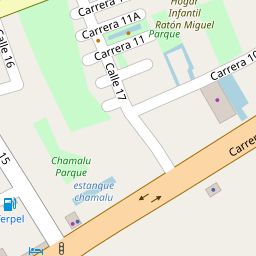 Hogar
Infantil
Ratón Miguel
Parque
Carrera 11A
Carrera 11
Carrera 10
Calle 16
Calle 17
Chamalu
Parque
estanque
chamalu
15
Carre
erpel